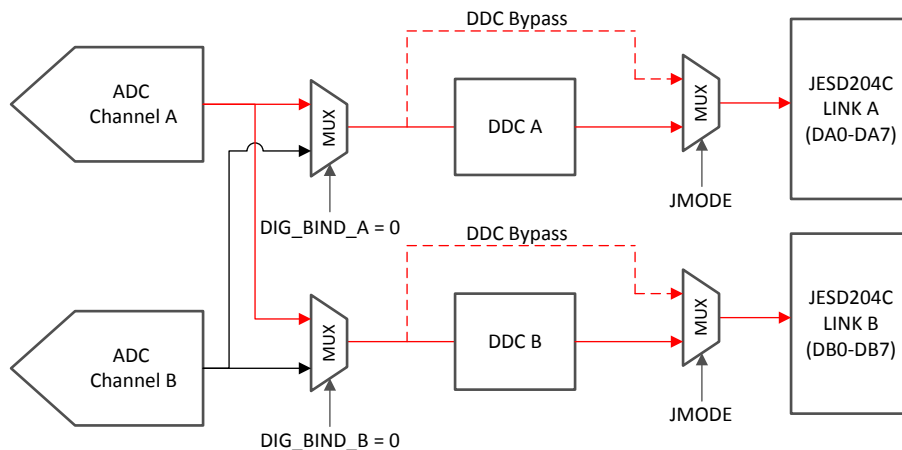 DDC Bypass
ADC
Channel A
MUX
DDC A
MUX
JESD204C
LINK A
(DA0-DA7)
DIG_BIND_A = 0
JMODE
DDC Bypass
ADC
Channel B
MUX
DDC B
MUX
JESD204C
LINK B
(DB0-DB7)
DIG_BIND_B = 0
JMODE